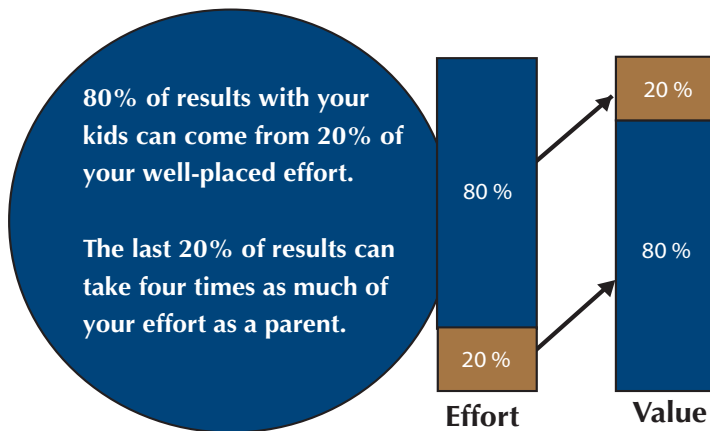 80% of results with your
kids can come from 20% of
your well-placed effort.
The last 20% of results can
take four times as much of
your effort as a parent.
80 %
20 %
Effort
20 %
80 %
Value